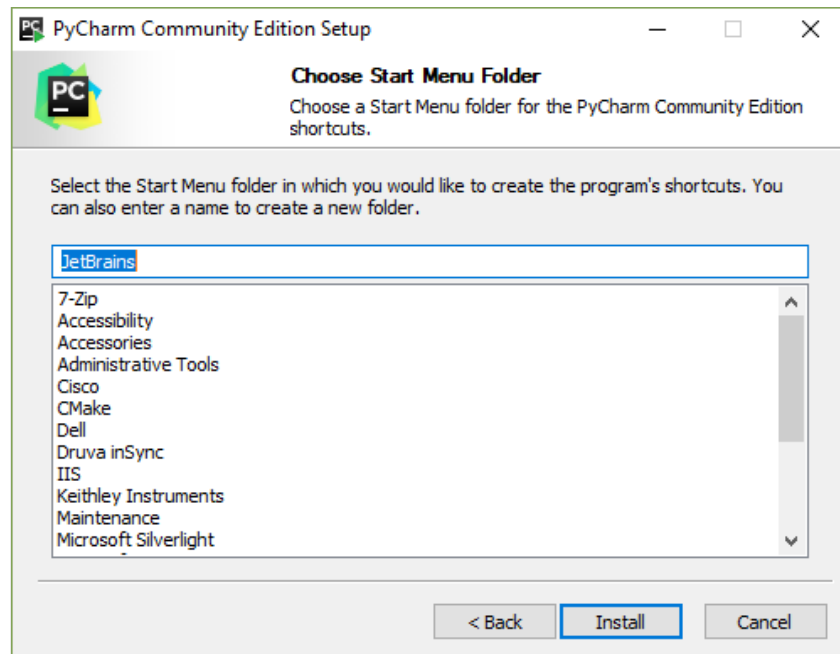 PC PyCharm Community Edition Setup
PC
Choose Start Menu Folder
Choose a Start Menu folder for the PyCharm Community Edition
shortcuts.
Select the Start Menu folder in which you would like to create the program's shortcuts. You
can also enter a name to create a new folder.
JetBrains
7-Zip
Accessibility
Accessories
Administrative Tools
Cisco
CMake
Dell
Druva inSync
IIS
Keithley Instruments
Maintenance
Microsoft Silverlight
< Back
Install
Cancel